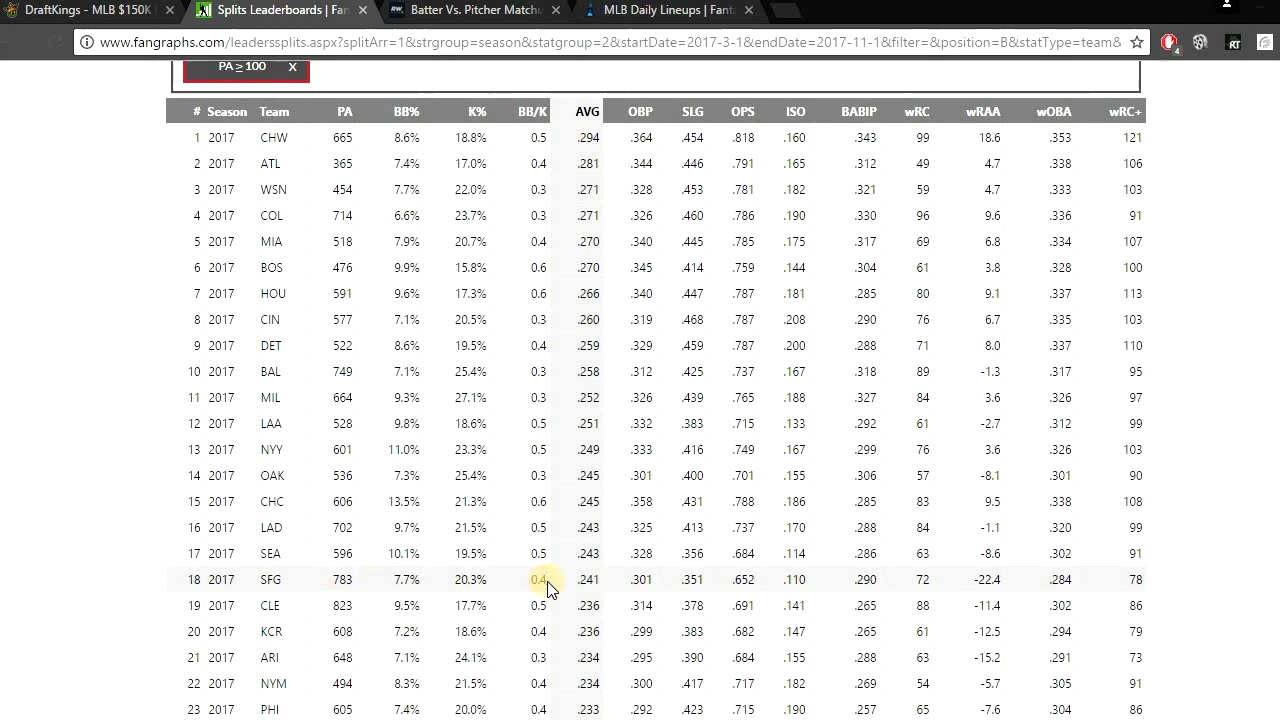 DraftKings - MLB $150K Splits Leaderboards | Fan Batter Vs. Pitcher Matchu MLB Daily Lineups | Fanta
www.fangraphs.com/leaderssplits.aspx?splitArr=1&strgroup=season&statgroup=2&startDate=2017-3-1&endDate=2017-11-1&filter=&position=B&statType=team& 4 RT
PA ≥ 100 X
# Season Team PA BB% K% BB/K AVG OBP SLG OPS ISO BABIP wRC wRAA wOBA wRC+
1 2017 CHW 665 8.6% 18.8% 0.5 .294 .364 .454 .818 .160 .343 99 18.6 .353 121
2 2017 ATL 365 7.4% 17.0% 0.4 .281 .344 .446 .791 .165 .312 49 4.7 .338 106
3 2017 WSN 454 7.7% 22.0% 0.3 .271 .328 .453 .781 .182 .321 59 4.7 .333 103
4 2017 COL 714 6.6% 23.7% 0.3 .271 .326 .460 .786 .190 .330 96 9.6 .336 91
5 2017 MIA 518 7.9% 20.7% 0.4 .270 .340 .445 .785 .175 .317 69 6.8 .334 107
6 2017 BOS 476 9.9% 15.8% 0.6 .270 .345 .414 .759 .144 .304 61 3.8 .328 100
7 2017 HOU 591 9.6% 17.3% 0.6 .266 .340 .447 .787 .181 .285 80 9.1 .337 113
8 2017 CIN 577 7.1% 20.5% 0.3 .260 .319 .468 .787 .208 .290 76 6.7 .335 103
9 2017 DET 522 8.6% 19.5% 0.4 .259 .329 .459 .787 .200 .288 71 8.0 .337 110
10 2017 BAL 749 7.1% 25.4% 0.3 .258 .312 .425 .737 .167 .318 89 -1.3 .317 95
11 2017 MIL 664 9.3% 27.1% 0.3 .252 .326 .439 .765 .188 .327 84 3.6 .326 97
12 2017 LAA 528 9.8% 18.6% 0.5 .251 .332 .383 .715 .133 .292 61 -2.7 .312 99
13 2017 NYY 601 11.0% 23.3% 0.5 .249 .333 .416 .749 .167 .299 76 3.6 .326 103
14 2017 OAK 536 7.3% 25.4% 0.3 .245 .301 .400 .701 .155 .306 57 -8.1 .301 90
15 2017 CHC 606 13.5% 21.3% 0.6 .245 .358 .431 .788 .186 .285 83 9.5 .338 108
16 2017 LAD 702 9.7% 21.5% 0.5 .243 .325 .413 .737 .170 .288 84 -1.1 .320 99
17 2017 SEA 596 10.1% 19.5% 0.5 .243 .328 .356 .684 .114 .286 63 -8.6 .302 91
18 2017 SFG 783 7.7% 20.3% 0.4 .241 .301 .351 .652 .110 .290 72 -22.4 .284 78
19 2017 CLE 823 9.5% 17.7% 0.5 .236 .314 .378 .691 .141 .265 88 -11.4 .302 86
20 2017 KCR 608 7.2% 18.6% 0.4 .236 .299 .383 .682 .147 .265 61 -12.5 .294 79
21 2017 ARI 648 7.1% 24.1% 0.3 .234 .295 .390 .684 .155 .288 63 -15.2 .291 73
22 2017 NYM 494 8.3% 21.5% 0.4 .234 .300 .417 .717 .182 .269 54 -5.7 .305 91
23 2017 PHI 605 7.4% 20.0% 0.4 .233 .292 .423 .715 .190 .257 65 -7.6 .304 86